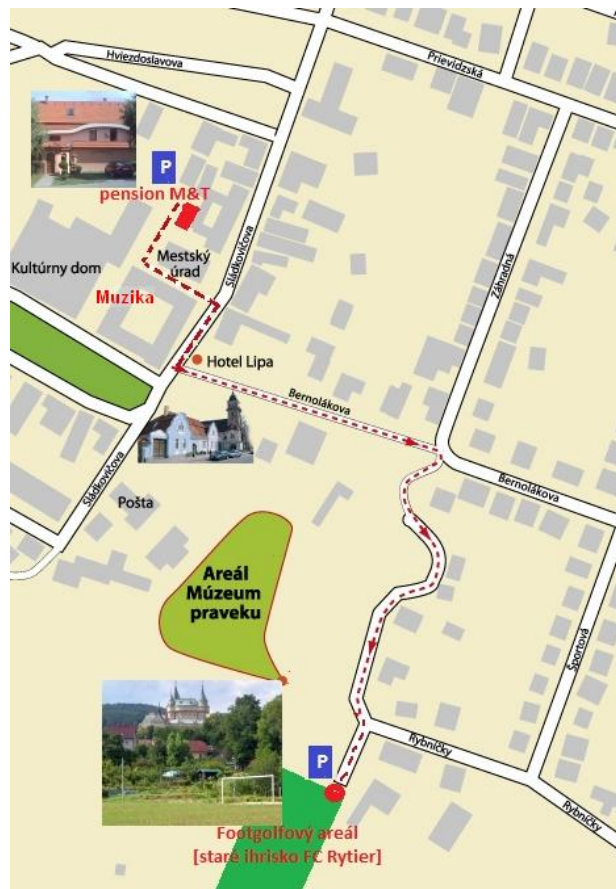 Hviezdoslavova
Prievidzská
P
pension M&T
Sládkovičova
Záhradná
Mestský
úrad
Kultúrny dom
Muzika
Hotel Lipa
Bernolákova
Sládkovičova
Bernolákova
Pošta
Areál
Múzeum
praveku
Športová
Rybníčky
P
Rybníčky
Footgolfový areál
[staré ihrisko FC Rytier]